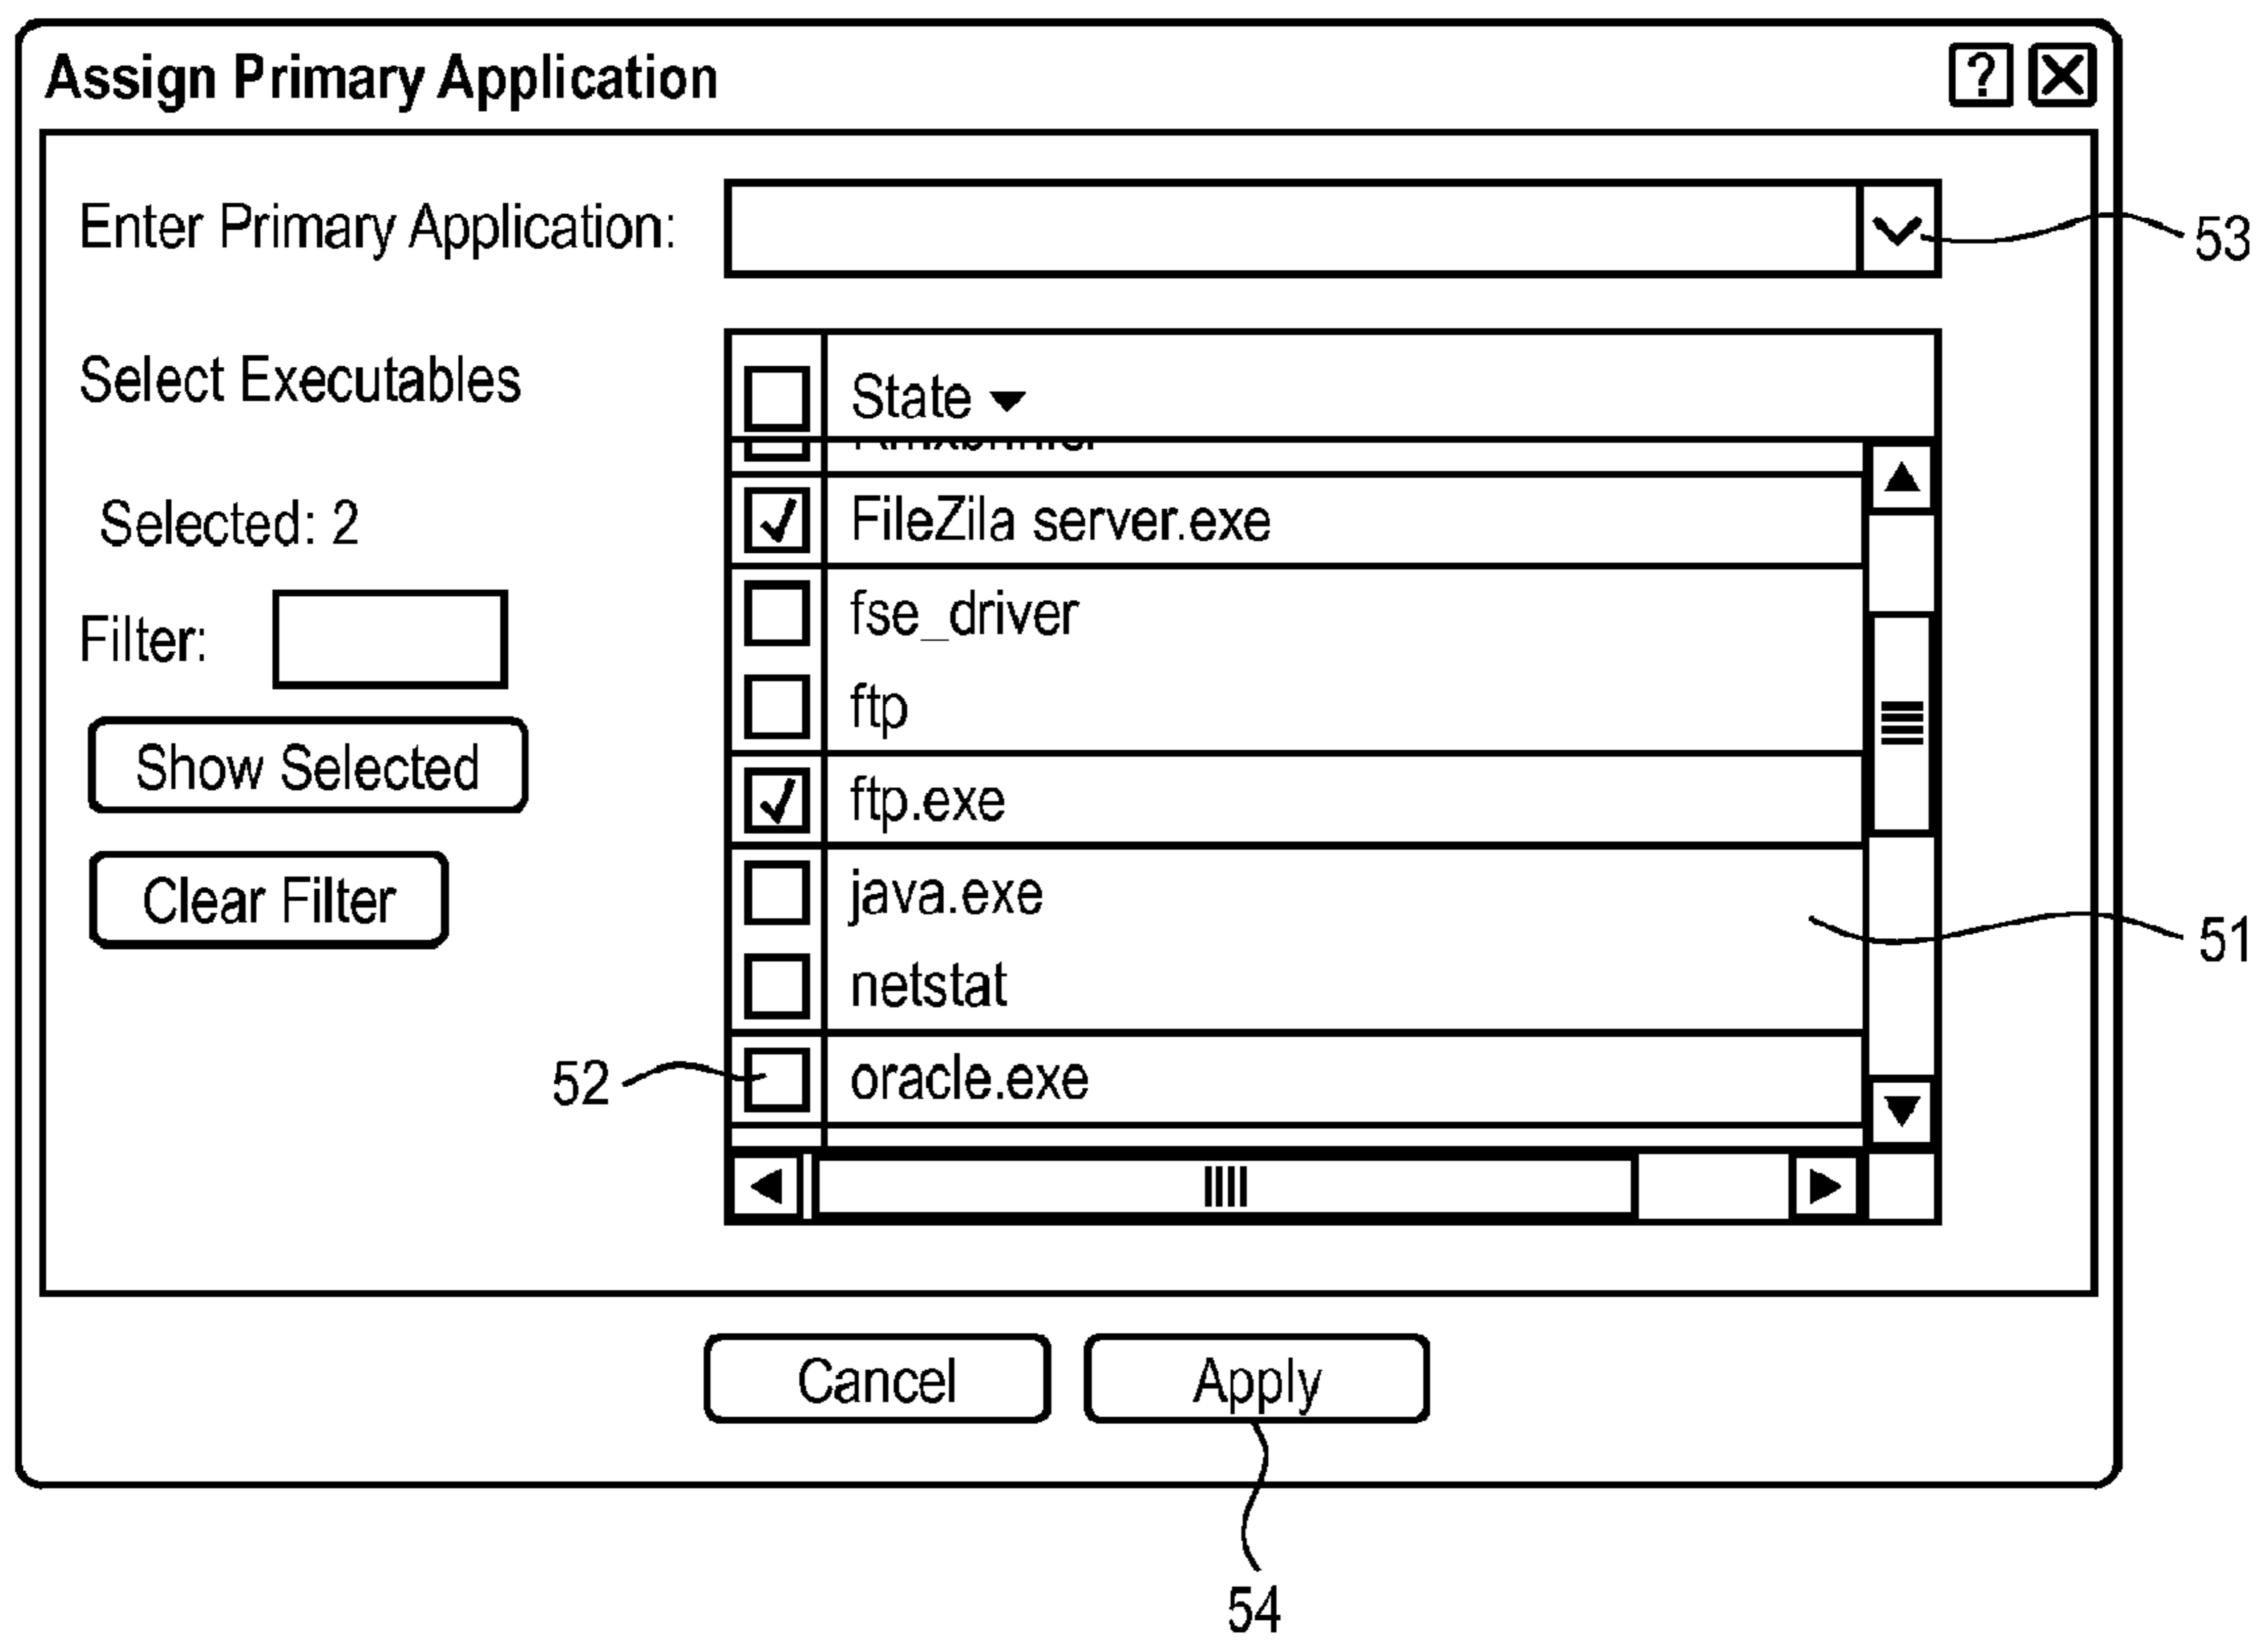 Assign Primary Application ?
Enter Primary Application:
53
Select Executables
State
Selected: 2
FileZila server.exe
fse_driver
Filter:
ftp
Show Selected
ftp.exe
Clear Filter
java.exe
51
netstat
52
oracle.exe
Cancel
Apply
54